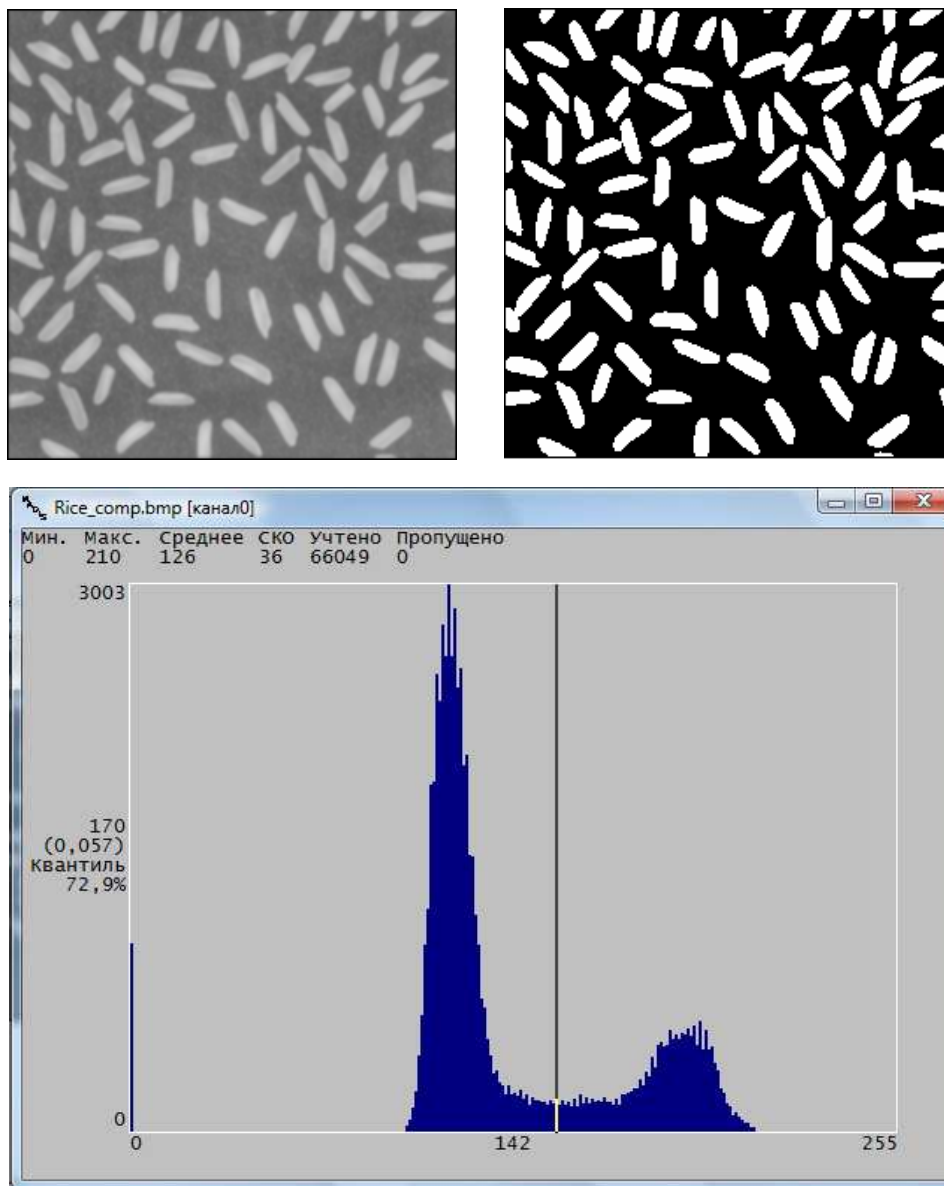 Rice_comp.bmp [канал0]
Мин. Макс. Среднее СКО Учтено Пропущено
0 210 126 36 66049 0
3003
170
(0,057)
Квантиль
72,9%
0
0 142 255